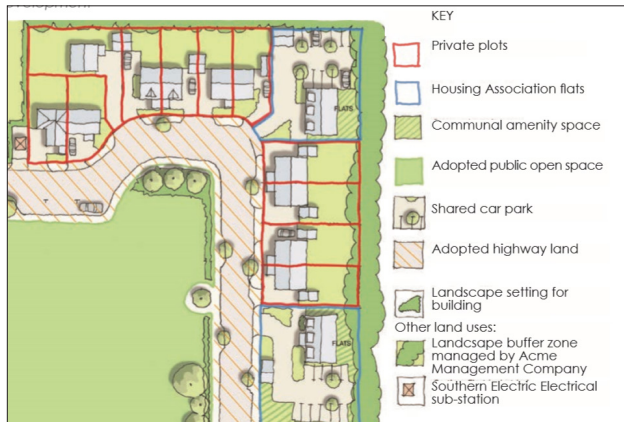 KEY
Private plots
Housing Association flats
Communal amenity space
Adopted public open space
Shared car park
Adopted highway land
Landscape setting for
building
Other land uses:
Landcsape buffer zone
managed by Acme
Management Company
Southern Electric Electrical
sub-station
FLATS
FLATS